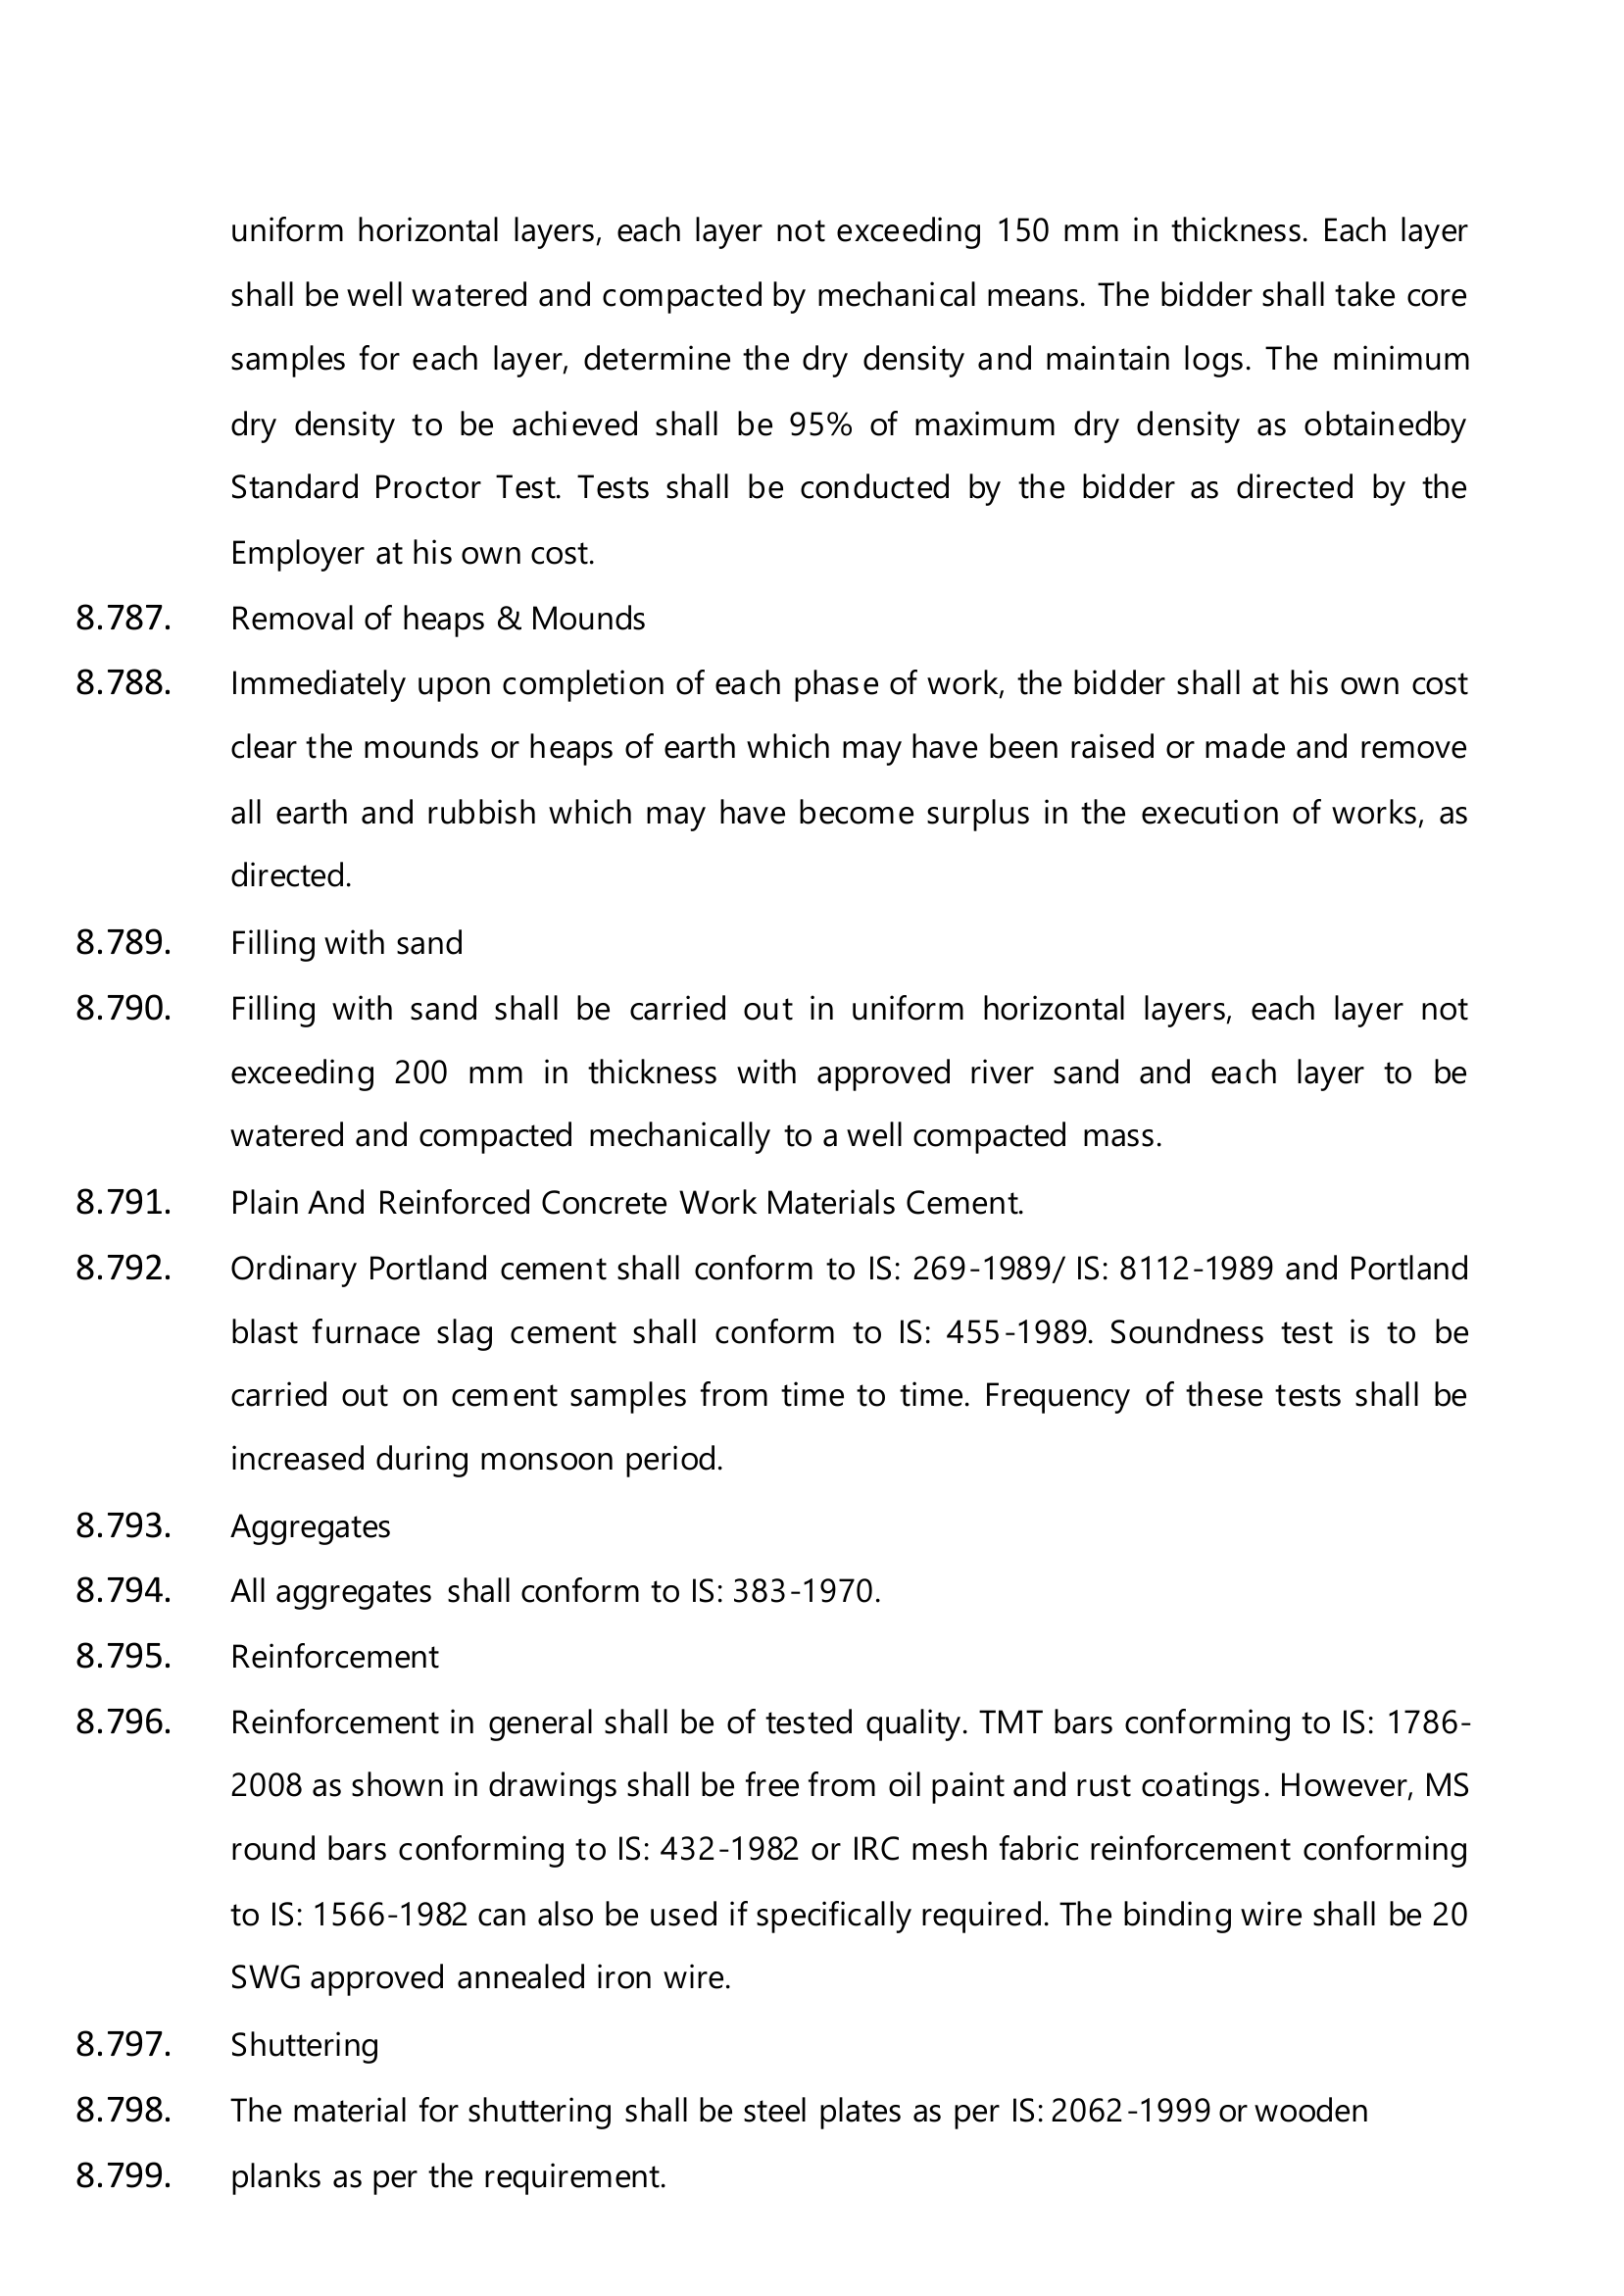 uniform horizontal layers, each layer not exceeding 150 mm in thickness. Each layer
shall be well watered and compacted by mechanical means. The bidder shall take core
samples for each layer, determine the dry density and maintain logs. The minimum
dry density to be achieved shall be 95% of maximum dry density as obtainedby
Standard Proctor Test. Tests shall be conducted by the bidder as directed by the
Employer at his own cost.
8.787. Removal of heaps & Mounds
8.788. Immediately upon completion of each phase of work, the bidder shall at his own cost
clear the mounds or heaps of earth which may have been raised or made and remove
all earth and rubbish which may have become surplus in the execution of works, as
directed.
8.789. Filling with sand
8.790. Filling with sand shall be carried out in uniform horizontal layers, each layer not
exceeding 200 mm in thickness with approved river sand and each layer to be
watered and compacted mechanically to a well compacted mass.
8.791. Plain And Reinforced Concrete Work Materials Cement.
8.792. Ordinary Portland cement shall conform to IS: 269-1989/ IS: 8112-1989 and Portland
blast furnace slag cement shall conform to IS: 455-1989. Soundness test is to be
carried out on cement samples from time to time. Frequency of these tests shall be
increased during monsoon period.
8.793. Aggregates
8.794. All aggregates shall conform to IS: 383-1970.
8.795. Reinforcement
8.796. Reinforcement in general shall be of tested quality. TMT bars conforming to IS: 1786-
2008 as shown in drawings shall be free from oil paint and rust coatings. However, MS
round bars conforming to IS: 432-1982 or IRC mesh fabric reinforcement conforming
to IS: 1566-1982 can also be used if specifically required. The binding wire shall be 20
SWG approved annealed iron wire.
8.797. Shuttering
8.798. The material for shuttering shall be steel plates as per IS: 2062-1999 or wooden
8.799. planks as per the requirement.